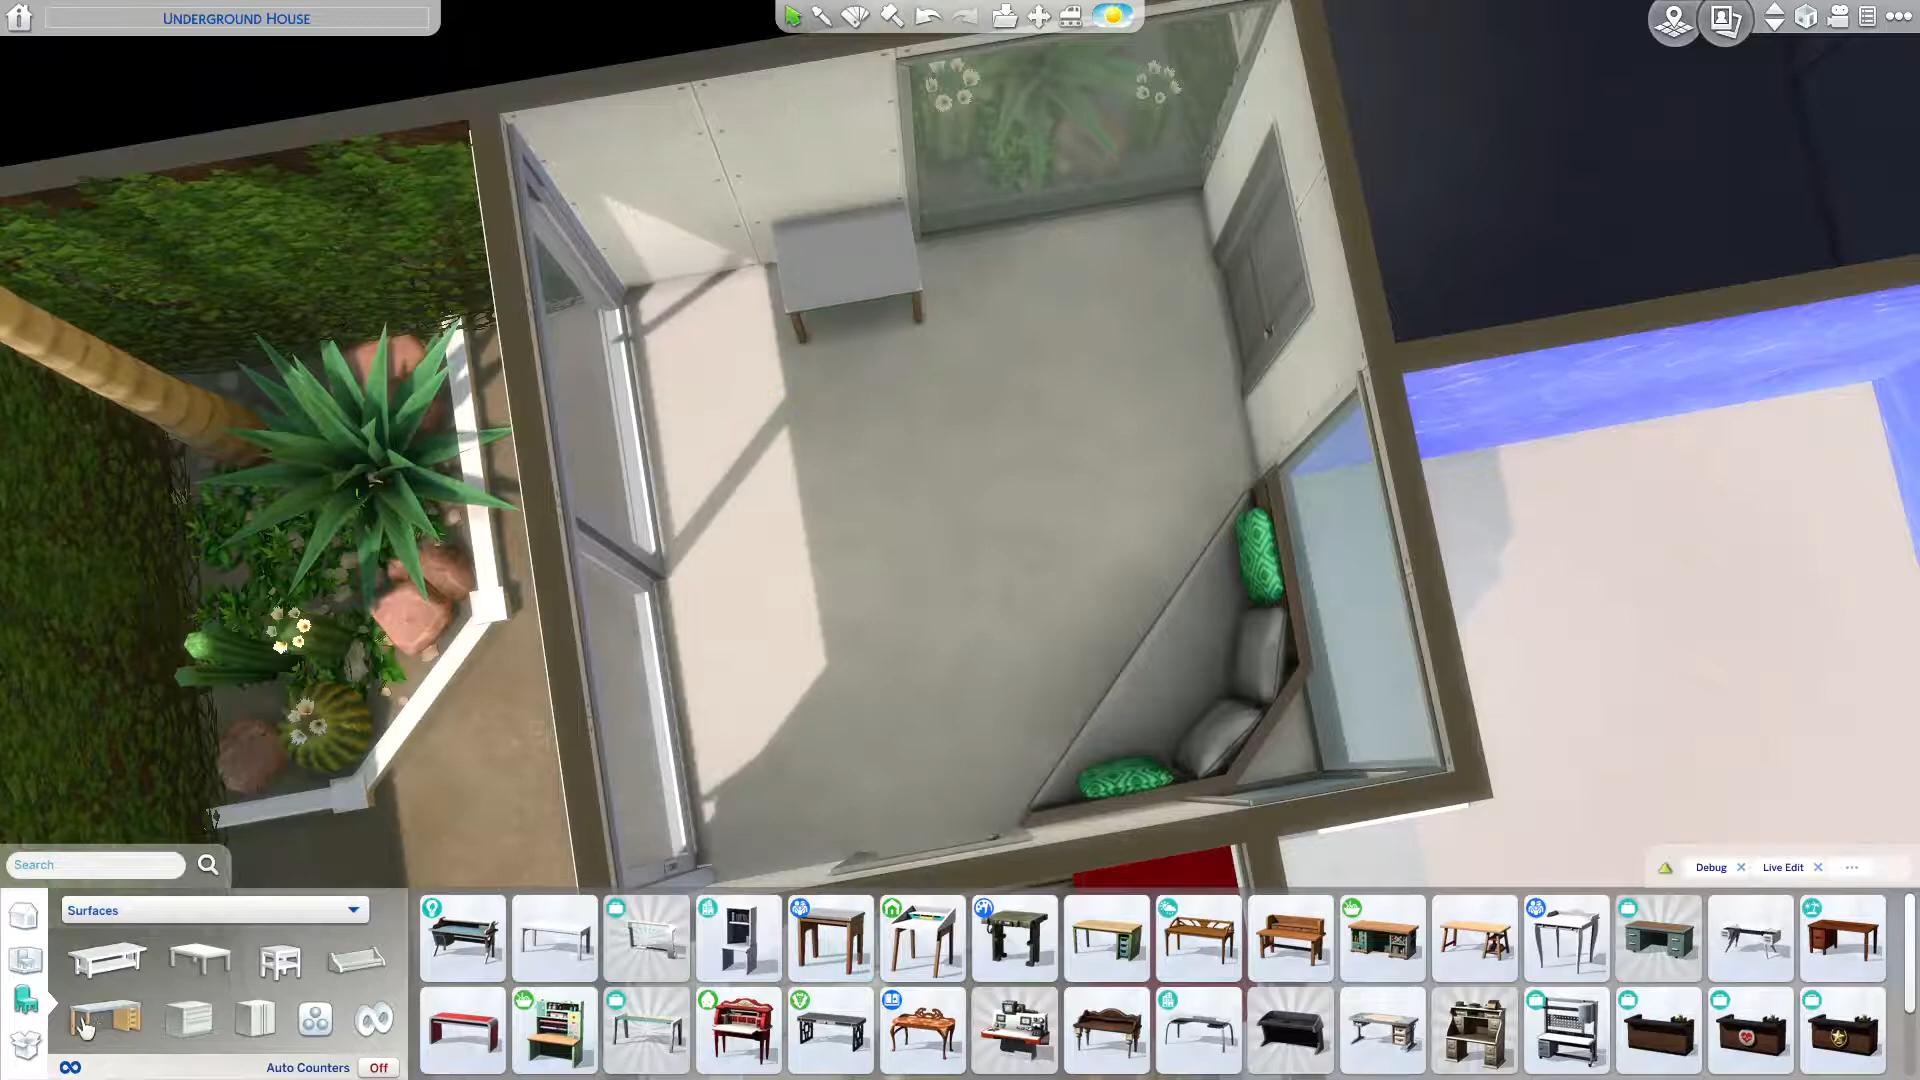 UNDERGROUND HOUSE
Debug
Live Edit
Search
Surfaces
Auto Counters
Off